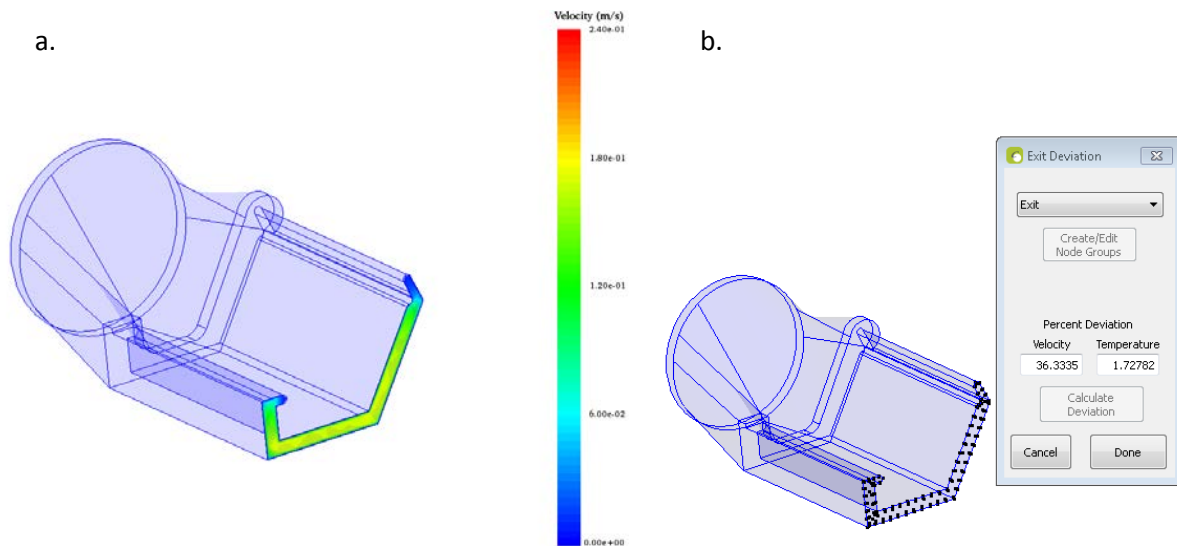 a.
Velocity (m/s)
2.40e-01
1.80e-01
1.20e-01
6.00e-02
0.00e+00
b.
Exit Deviation
Exit
Create/Edit
Node Groups
Percent Deviation
Velocity Temperature
36.3335 1.72782
Calculate
Deviation
Cancel Done